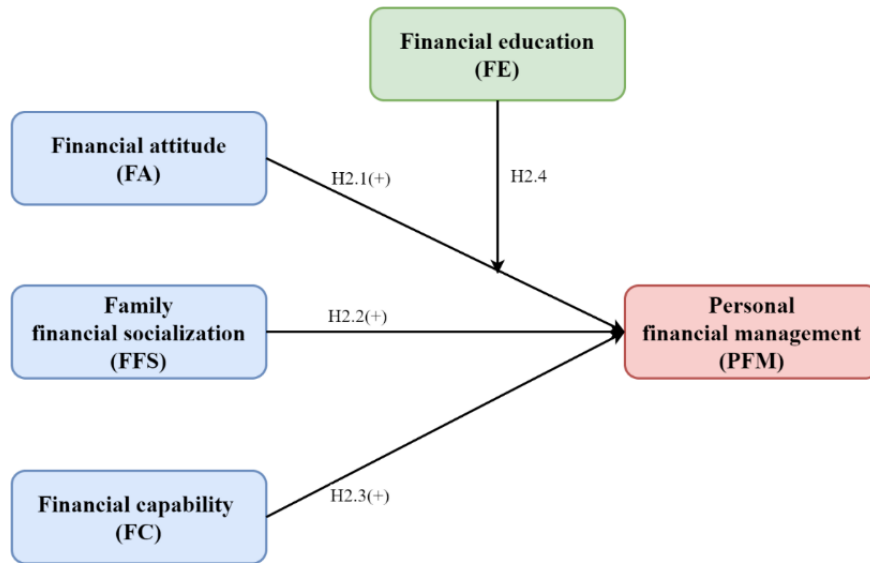 Financial education
(FE)
Financial attitude
(FA)
H2.1(+)
H2.4
Family
financial socialization
(FFS)
H2.2(+)
Personal
financial management
(PFM)
H2.3(+)
Financial capability
(FC)